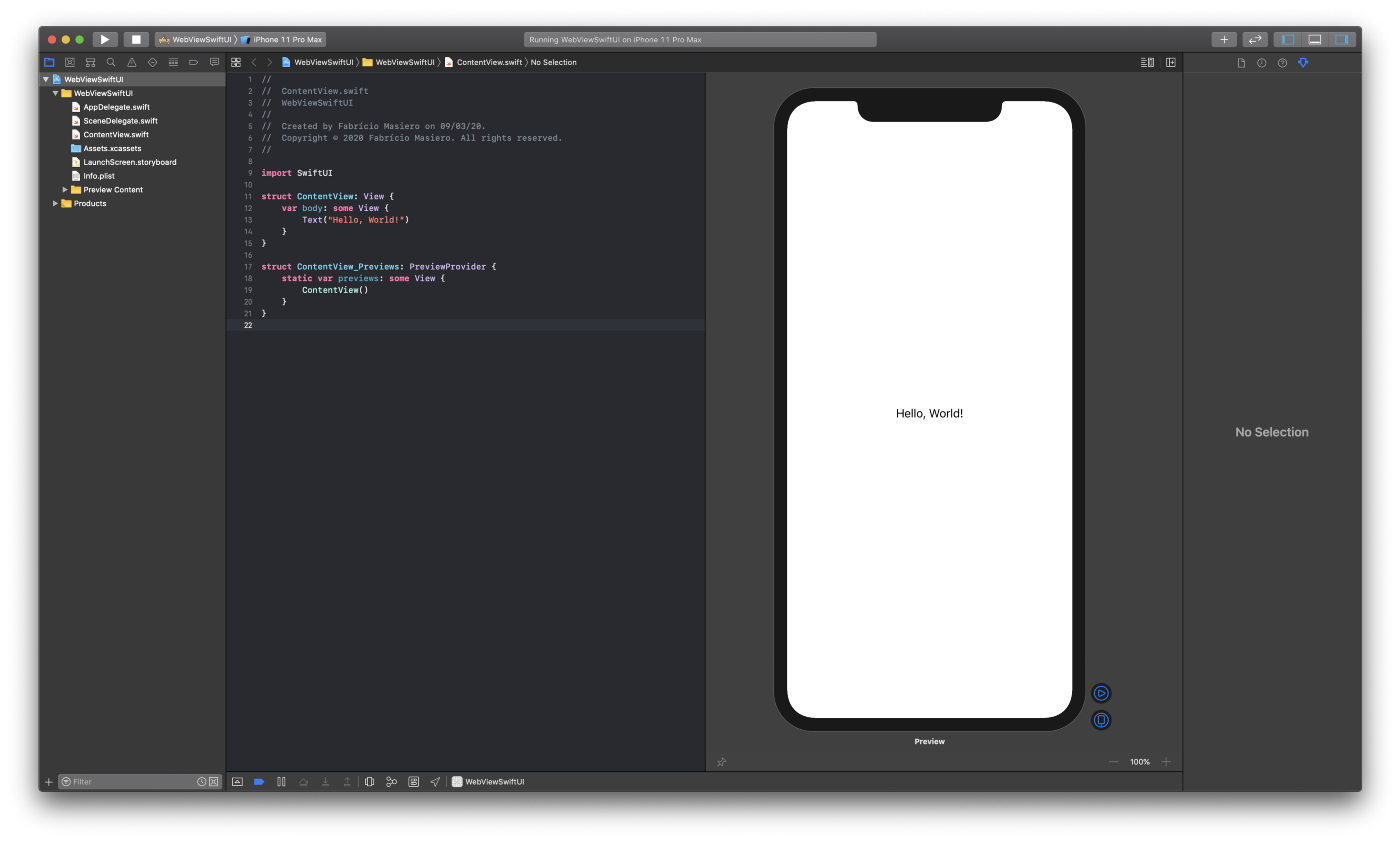 WebViewSwiftUI 〉 iPhone 11 Pro Max
Running WebViewSwiftUI on iPhone 11 Pro Max
WebViewSwiftUI 〉 WebViewSwiftUI 〉 ContentView.swift 〉 No Selection
WebViewSwiftUI
WebViewSwiftUI
AppDelegate.swift
SceneDelegate.swift
ContentView.swift
Assets.xcassets
LaunchScreen.storyboard
Info.plist
Preview Content
Products
1 //
2 //  ContentView.swift
3 //  WebViewSwiftUI
4 //
5 //  Created by Fabrício Masiero on 09/03/20.
6 //  Copyright © 2020 Fabrício Masiero. All rights reserved.
7 //
8
9 import SwiftUI
10
11 struct ContentView: View {
12     var body: some View {
13         Text("Hello, World!")
14     }
15 }
16
17 struct ContentView_Previews: PreviewProvider {
18     static var previews: some View {
19         ContentView()
20     }
21 }
22
Hello, World!
Preview
100%
No Selection
Filter
WebViewSwiftUI